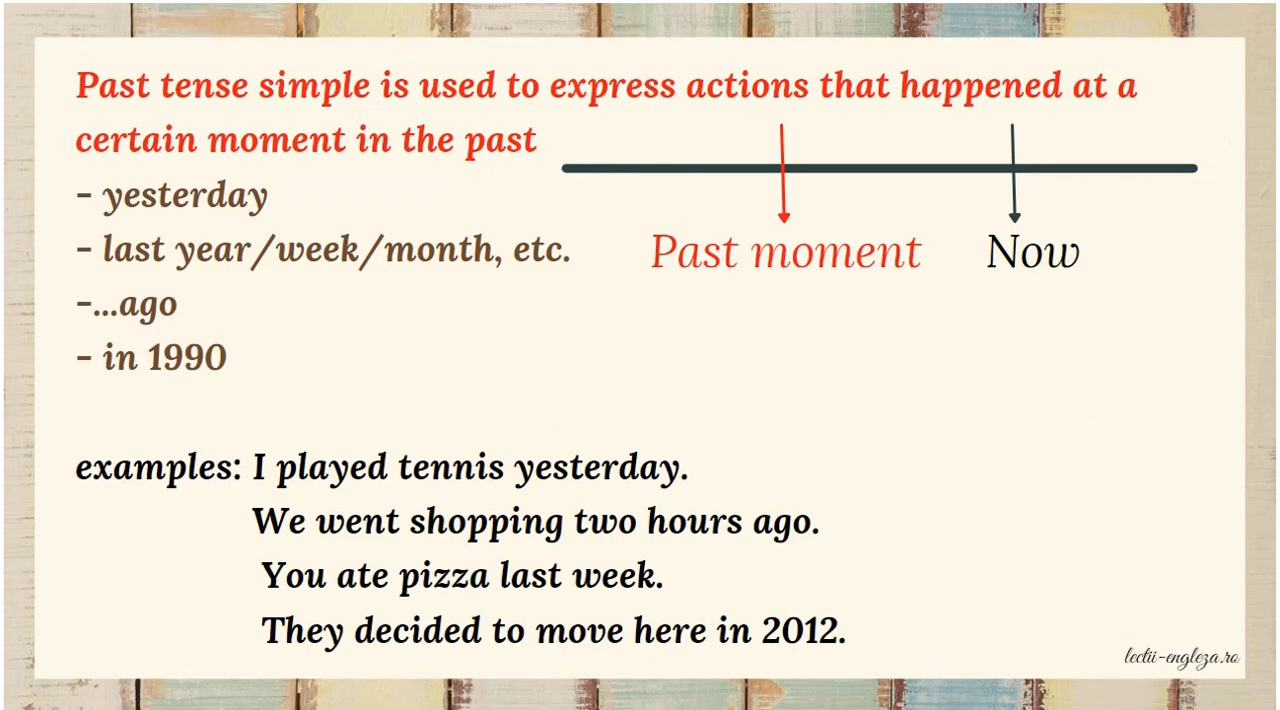 Past tense simple is used to express actions that happened at a
certain moment in the past
- yesterday
- last year/week/month, etc.
-...ago
- in 1990
Past moment
Now
examples: I played tennis yesterday.
We went shopping two hours ago.
You ate pizza last week.
They decided to move here in 2012.
lectii-engleza.ro